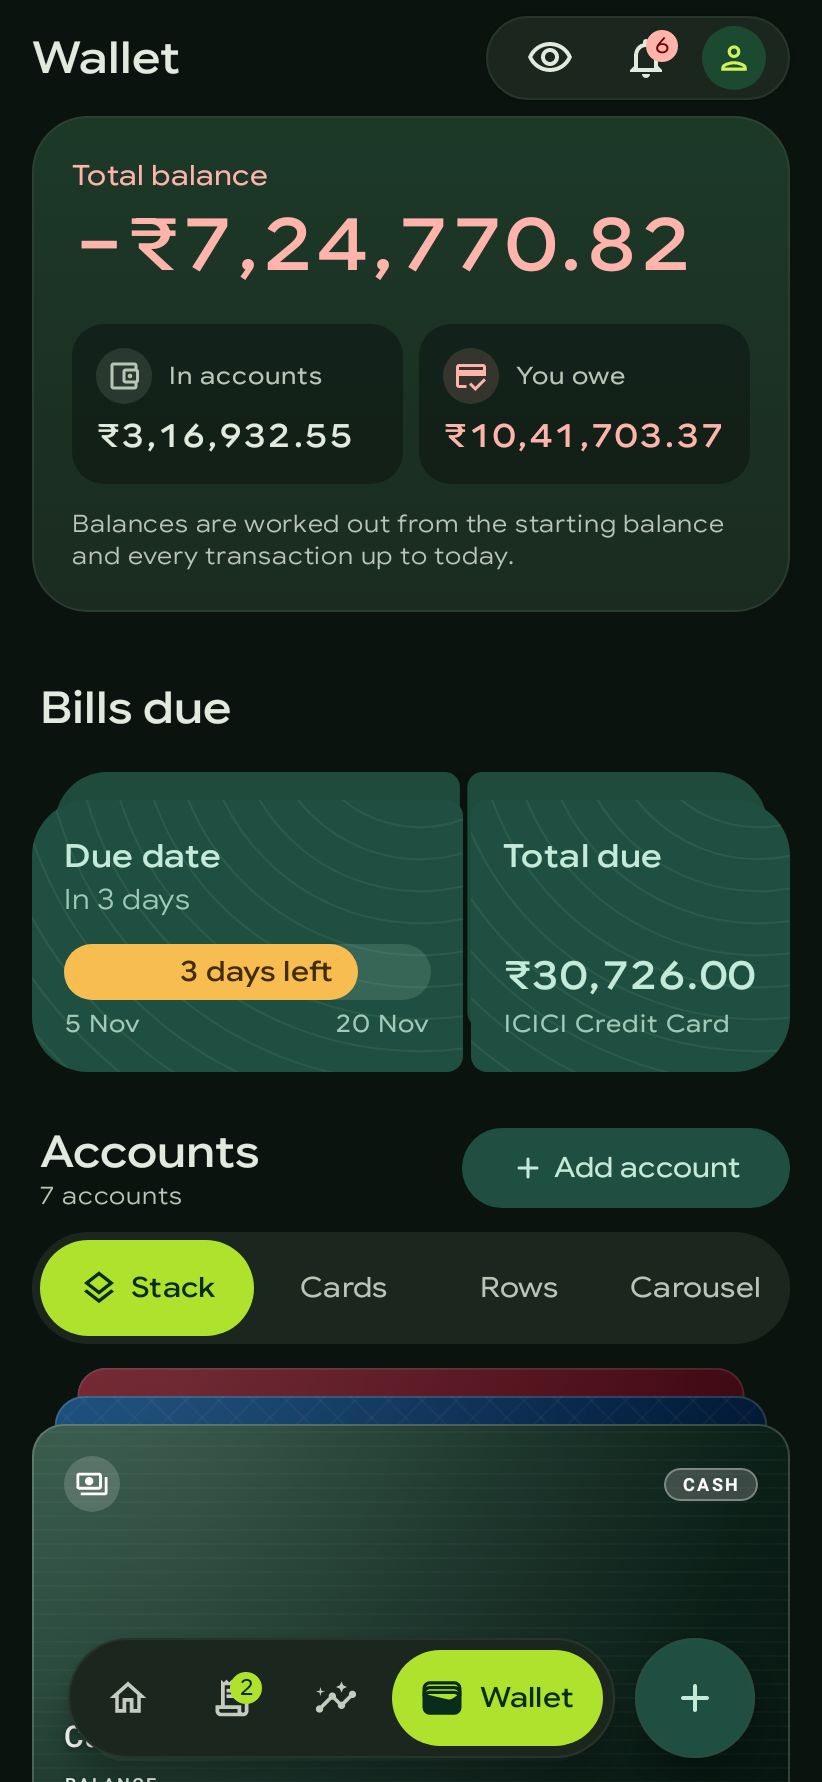 Wallet
6
Total balance
−₹7,24,770.82
In accounts
₹3,16,932.55
You owe
₹10,41,703.37
Balances are worked out from the starting balance
and every transaction up to today.
Bills due
Due date
In 3 days
3 days left
5 Nov
20 Nov
Total due
₹30,726.00
ICICI Credit Card
Accounts
7 accounts
+ Add account
Stack
Cards
Rows
Carousel
CASH
2
Wallet
BALANCE